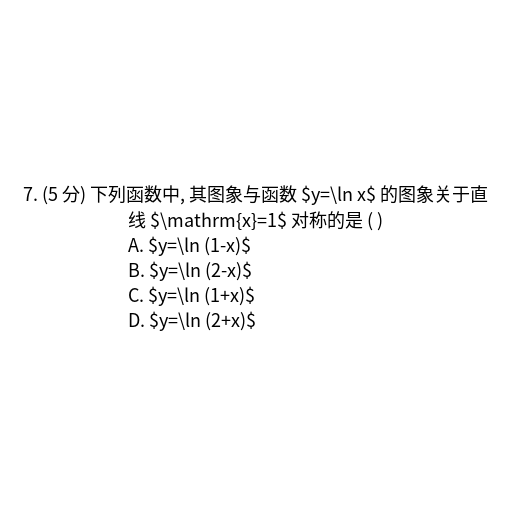 7. (5 分) 下列函数中, 其图象与函数 $y=\ln x$ 的图象关于直
线 $\mathrm{x}=1$ 对称的是 ( )
A. $y=\ln (1-x)$
B. $y=\ln (2-x)$
C. $y=\ln (1+x)$
D. $y=\ln (2+x)$